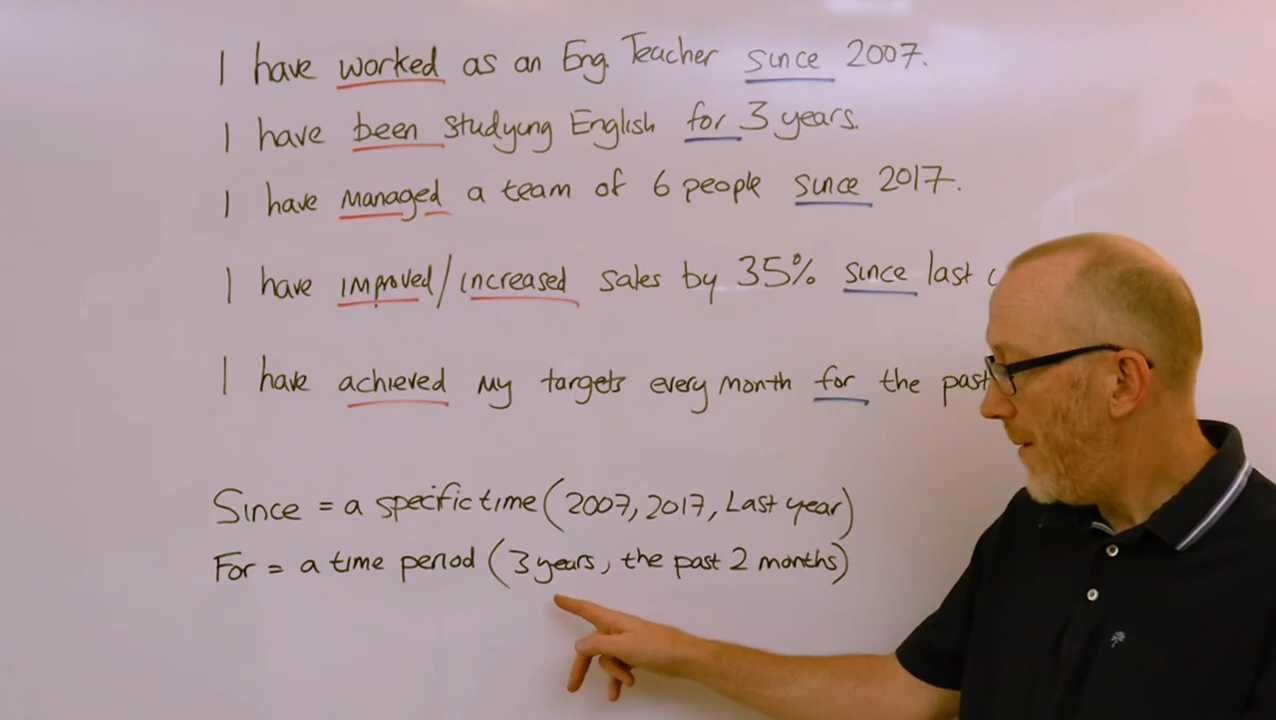 I have worked as an Eng. Teacher since 2007.
I have been studying English for 3 years.
I have managed a team of 6 people since 2017.
I have improved/increased sales by 35% since last
I have achieved my targets every month for the past
Since = a specific time (2007, 2017, Last year)
For = a time period (3 years, the past 2 months)